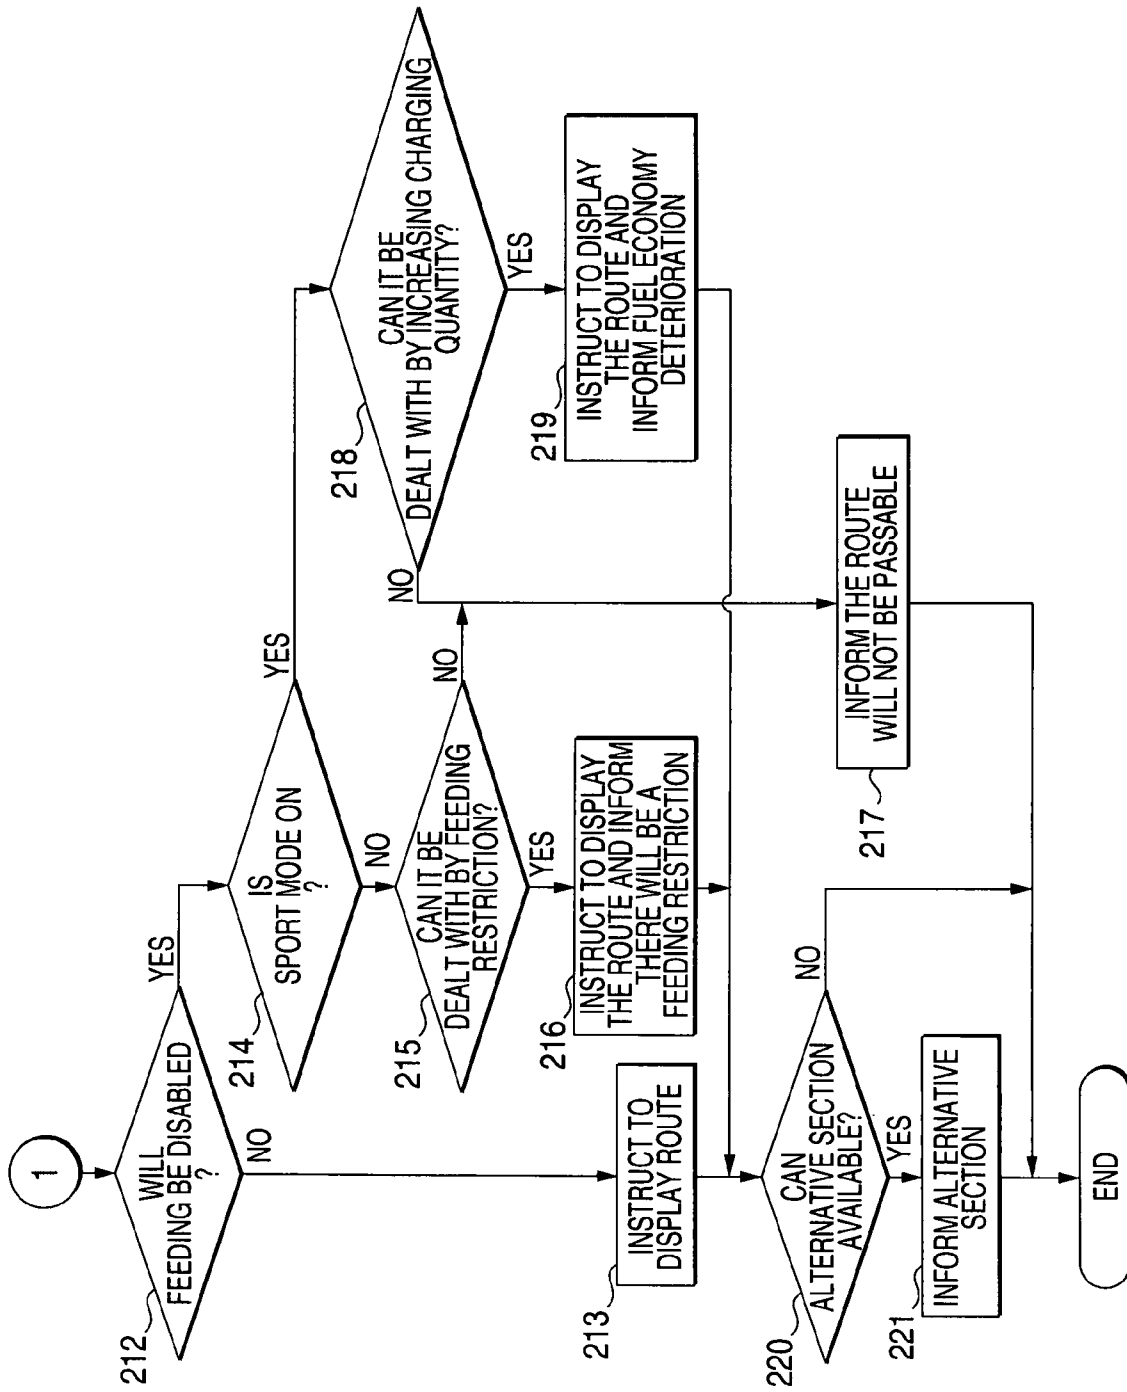 1
WILL
FEEDING BE DISABLED
?
212
YES
NO
IS
SPORT MODE ON
?
214
YES
NO
CAN IT BE
DEALT WITH BY FEEDING
RESTRICTION?
215
NO
YES
CAN IT BE
DEALT WITH BY INCREASING CHARGING
QUANTITY?
218
NO
YES
INSTRUCT TO
DISPLAY ROUTE
213
INSTRUCT TO DISPLAY
THE ROUTE AND INFORM
THERE WILL BE A
FEEDING RESTRICTION
216
INSTRUCT TO DISPLAY
THE ROUTE AND
INFORM FUEL ECONOMY
DETERIORATION
219
INFORM THE ROUTE
WILL NOT BE PASSABLE
217
CAN
ALTERNATIVE SECTION
AVAILABLE?
220
NO
YES
INFORM ALTERNATIVE
SECTION
221
END